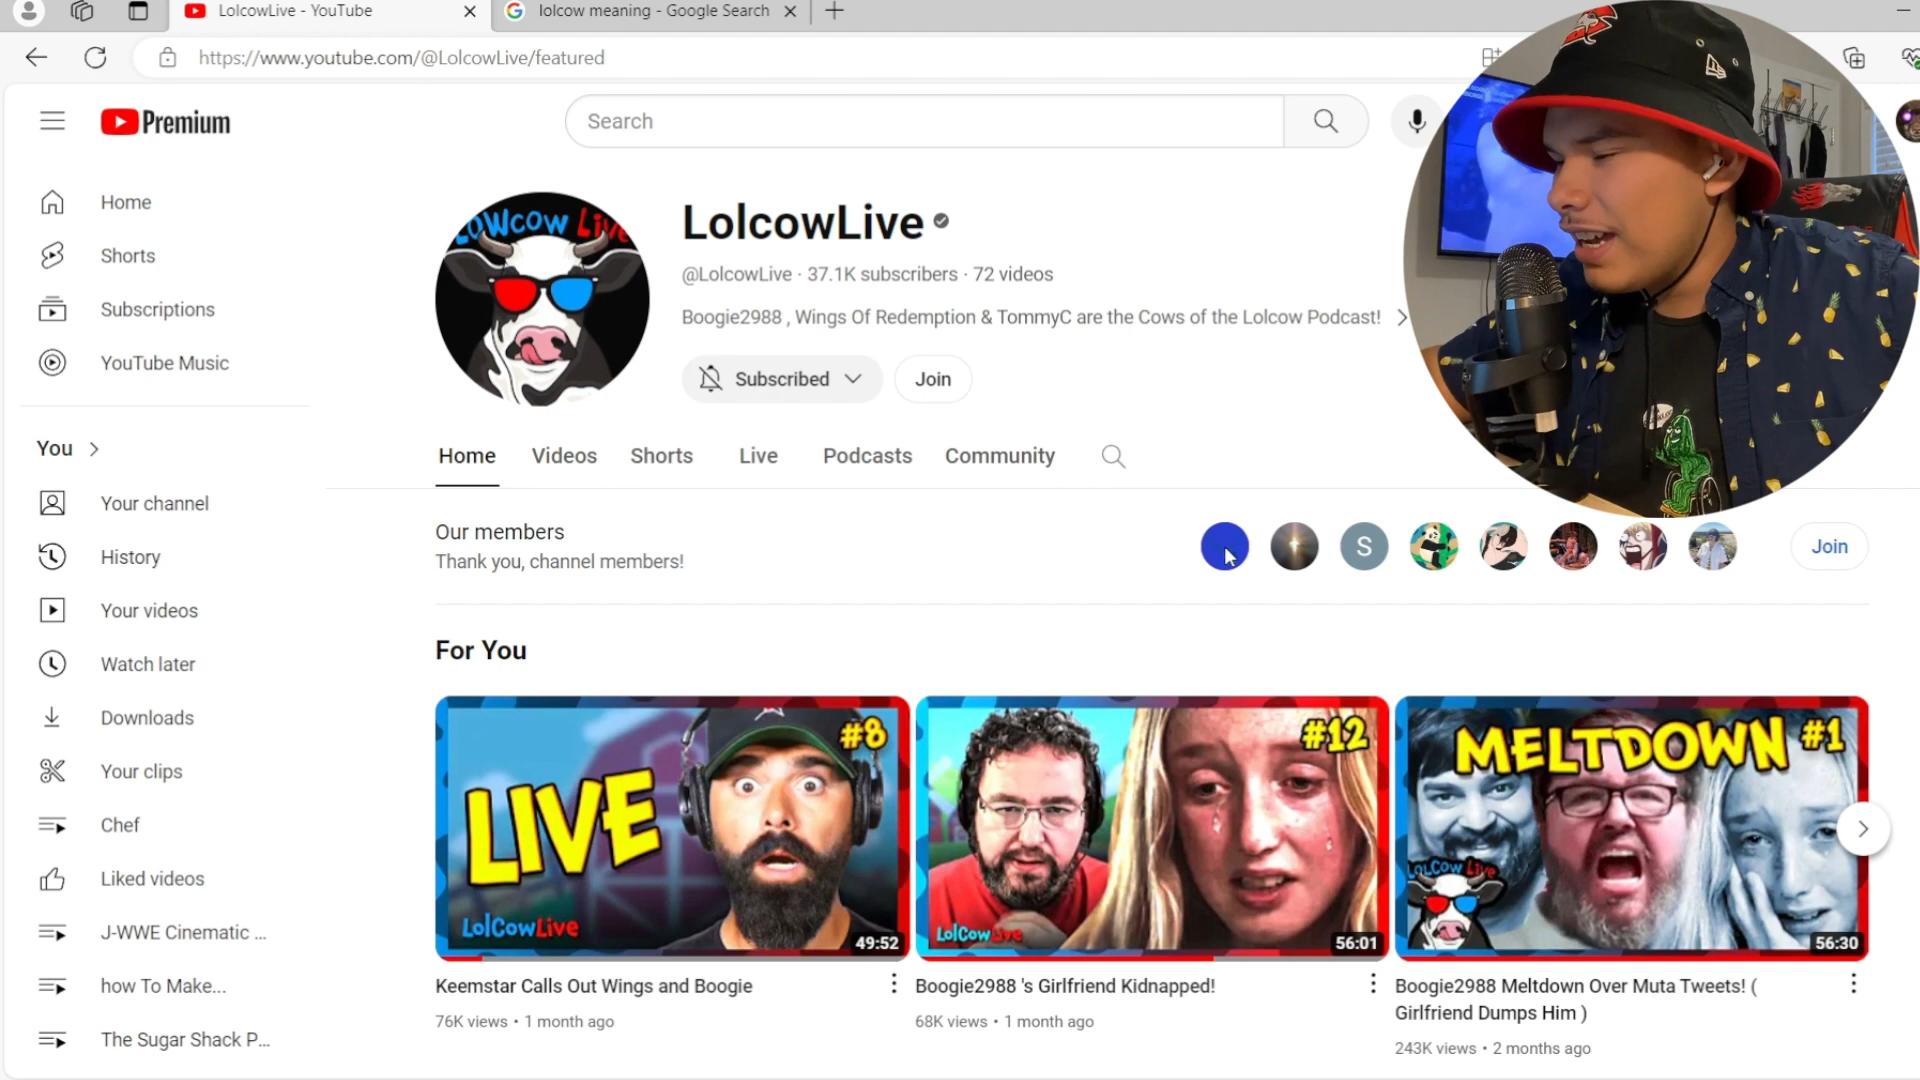 LolcowLive - YouTube
lolcow meaning - Google Search
https://www.youtube.com/@LolcowLive/featured
Premium
Search
Home
Shorts
Subscriptions
YouTube Music
You
Your channel
History
Your videos
Watch later
Downloads
Your clips
Chef
Liked videos
J-WWE Cinematic ...
how To Make...
The Sugar Shack P...
LOWCOW Live
LolcowLive
@LolcowLive · 37.1K subscribers · 72 videos
Boogie2988 , Wings Of Redemption & TommyC are the Cows of the Lolcow Podcast!
Subscribed
Join
Home
Videos
Shorts
Live
Podcasts
Community
Our members
Thank you, channel members!
S
Join
For You
#8
LIVE
LolCowLive
49:52
Keemstar Calls Out Wings and Boogie
76K views • 1 month ago
#12
LolCowLive
56:01
Boogie2988 's Girlfriend Kidnapped!
68K views • 1 month ago
MELTDOWN #1
LOLCOW Live
56:30
Boogie2988 Meltdown Over Muta Tweets! (
Girlfriend Dumps Him )
243K views • 2 months ago